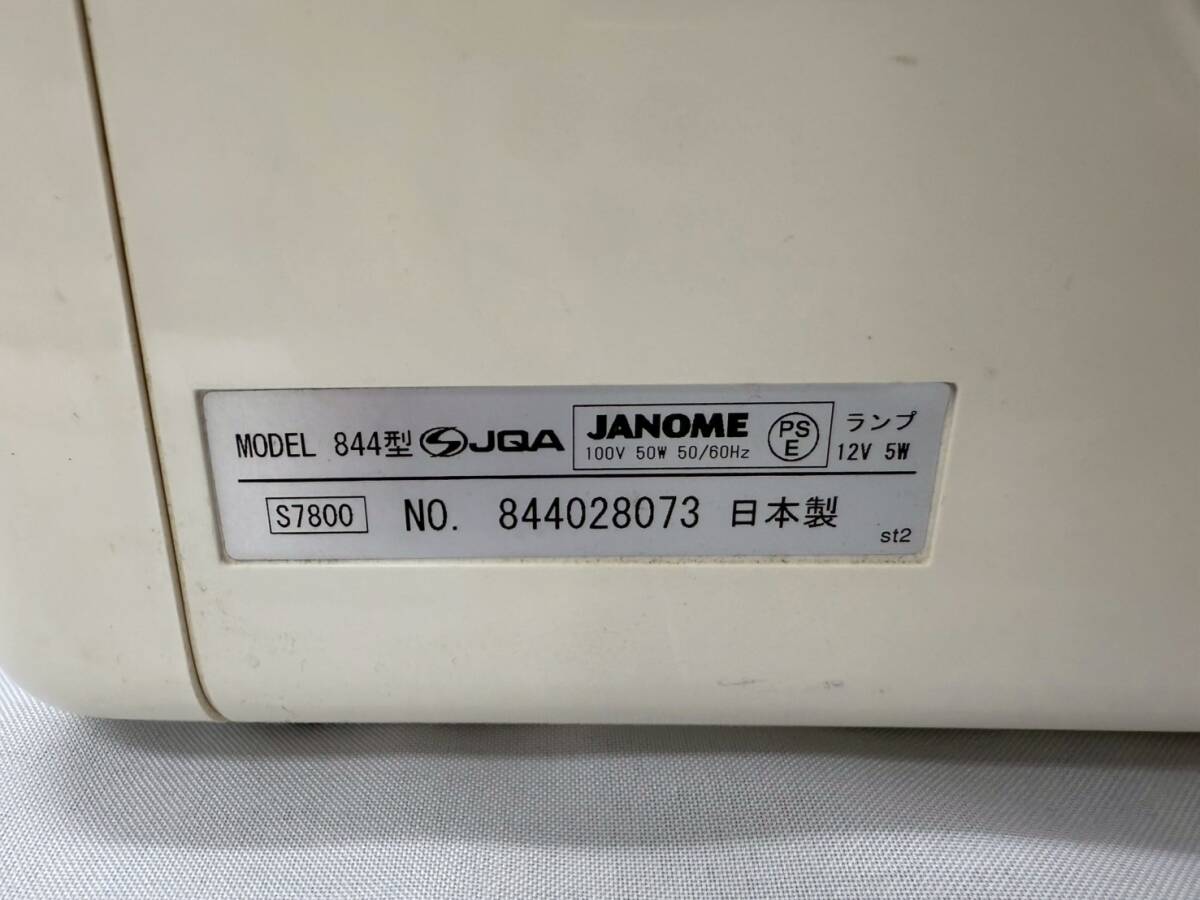 MODEL 844型 JQA JANOME PSE ランプ
100V 50W 50/60Hz 12V 5W
S7800 NO. 844028073 日本製 st2